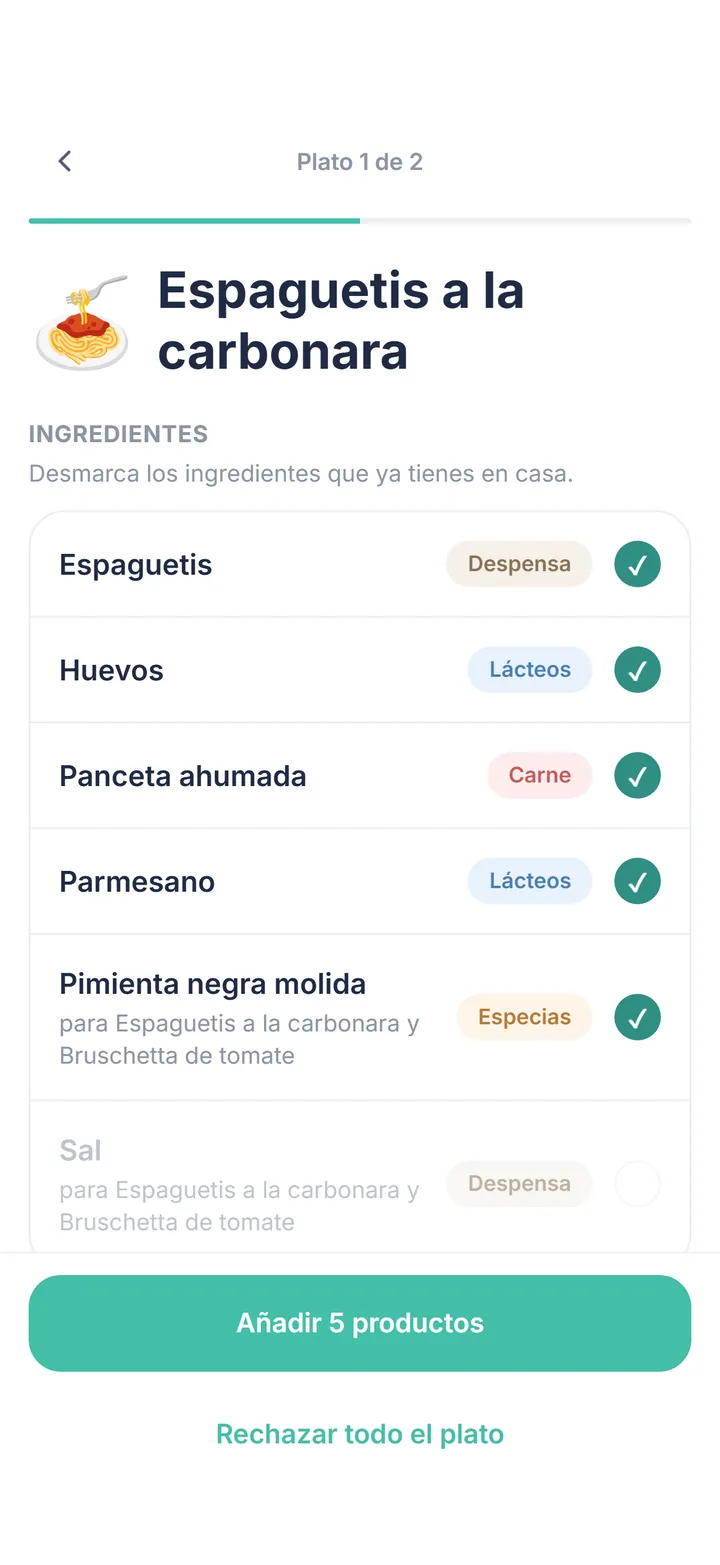 Plato 1 de 2
Espaguetis a la
carbonara
INGREDIENTES
Desmarca los ingredientes que ya tienes en casa.
Espaguetis
Despensa
Huevos
Lácteos
Panceta ahumada
Carne
Parmesano
Lácteos
Pimienta negra molida
para Espaguetis a la carbonara y
Bruschetta de tomate
Especias
Sal
para Espaguetis a la carbonara y
Bruschetta de tomate
Despensa
Añadir 5 productos
Rechazar todo el plato